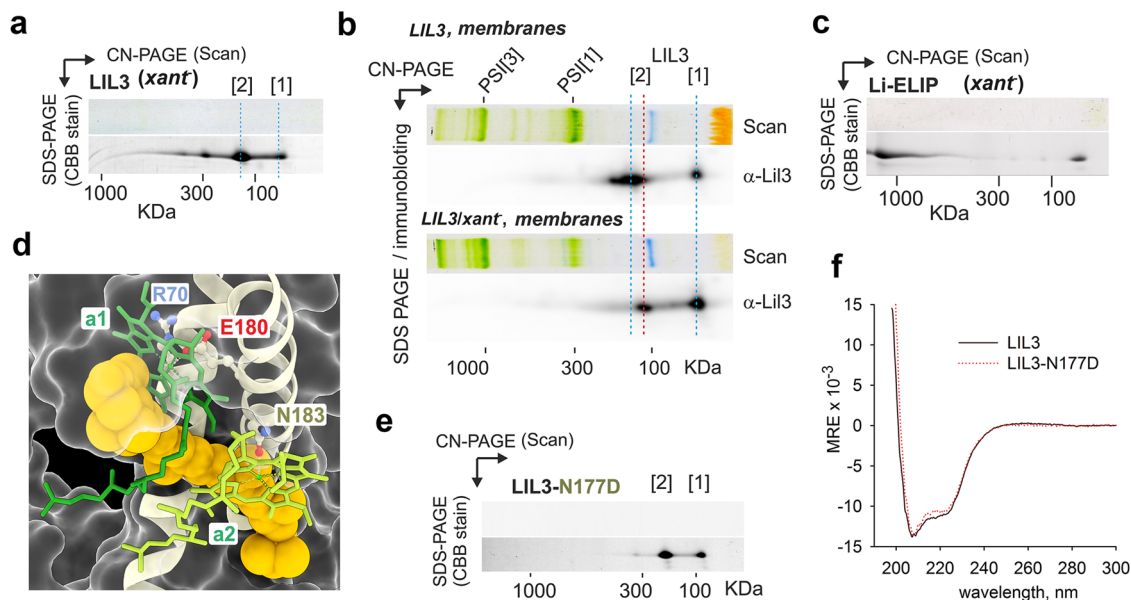 a
CN-PAGE (Scan)
LIL3 (xant-)
[2]
[1]
SDS-PAGE
(CBB stain)
1000
300
100
KDa
b
LIL3, membranes
CN-PAGE
PSI[3]
PSI[1]
LIL3
[2]
[1]
Scan
α-Lil3
LIL3/xant-, membranes
Scan
α-Lil3
SDS PAGE / immunobloting
1000
300
100
KDa
c
CN-PAGE (Scan)
Li-ELIP (xant-)
SDS-PAGE
(CBB stain)
1000
300
100
KDa
d
R70
a1
E180
N183
a2
e
CN-PAGE (Scan)
LIL3-N177D
[2]
[1]
SDS-PAGE
(CBB stain)
1000
300
100
KDa
f
15
10
5
0
-5
-10
-15
MRE x 10-3
LIL3
LIL3-N177D
200
220
240
260
280
300
wavelength, nm